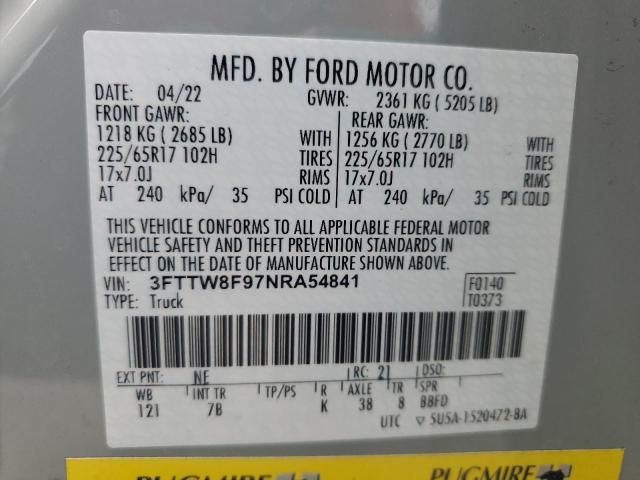 MFD. BY FORD MOTOR CO.
DATE: 04/22 GVWR: 2361 KG ( 5205 LB)
FRONT GAWR: REAR GAWR:
1218 KG ( 2685 LB) WITH 1256 KG ( 2770 LB) WITH
225/65R17 102H TIRES 225/65R17 102H TIRES
17x7.0J RIMS 17x7.0J RIMS
AT 240 kPa/ 35 PSI COLD AT 240 kPa/ 35 PSI COLD
THIS VEHICLE CONFORMS TO ALL APPLICABLE FEDERAL MOTOR
VEHICLE SAFETY AND THEFT PREVENTION STANDARDS IN
EFFECT ON THE DATE OF MANUFACTURE SHOWN ABOVE.
VIN: 3FTTW8F97NRA54841 F0140
TYPE: Truck T0373
EXT PNT: NE RC: 21 DSO:
WB INT TR TP/PS R AXLE TR SPR
121 7B K 38 8 BBFD
UTC ▽ 5U5A-1520472-BA
PUGMIRE PUGMIRE